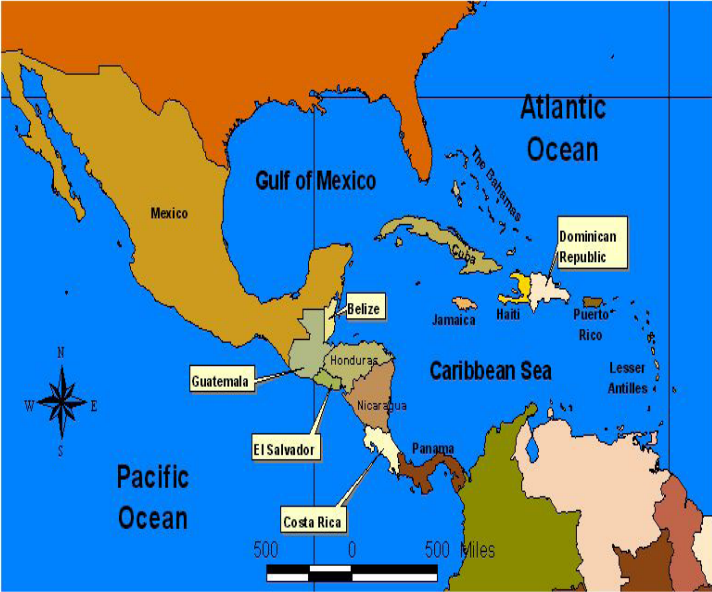 Atlantic
Ocean
The Bahamas
Gulf of Mexico
Mexico
Cuba
Dominican
Republic
Belize
Jamaica
Haiti
Puerto
Rico
Honduras
Guatemala
Caribbean Sea
Lesser
Antilles
N
W
E
S
Nicaragua
El Salvador
Panama
Pacific
Ocean
Costa Rica
500 0 500 Miles